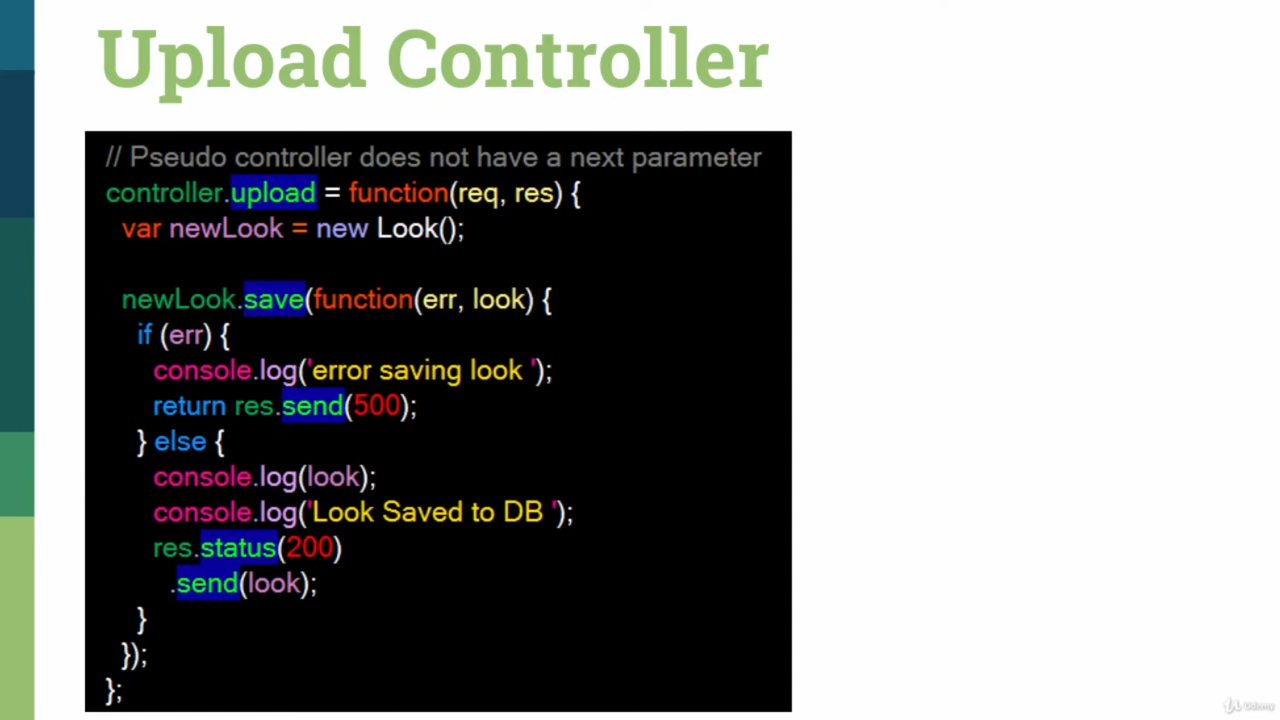 Upload Controller
// Pseudo controller does not have a next parameter
controller.upload = function(req, res) {
var newLook = new Look();
newLook.save(function(err, look) {
if (err) {
console.log('error saving look ');
return res.send(500);
} else {
console.log(look);
console.log('Look Saved to DB ');
res.status(200)
.send(look);
}
});
};
Udemy